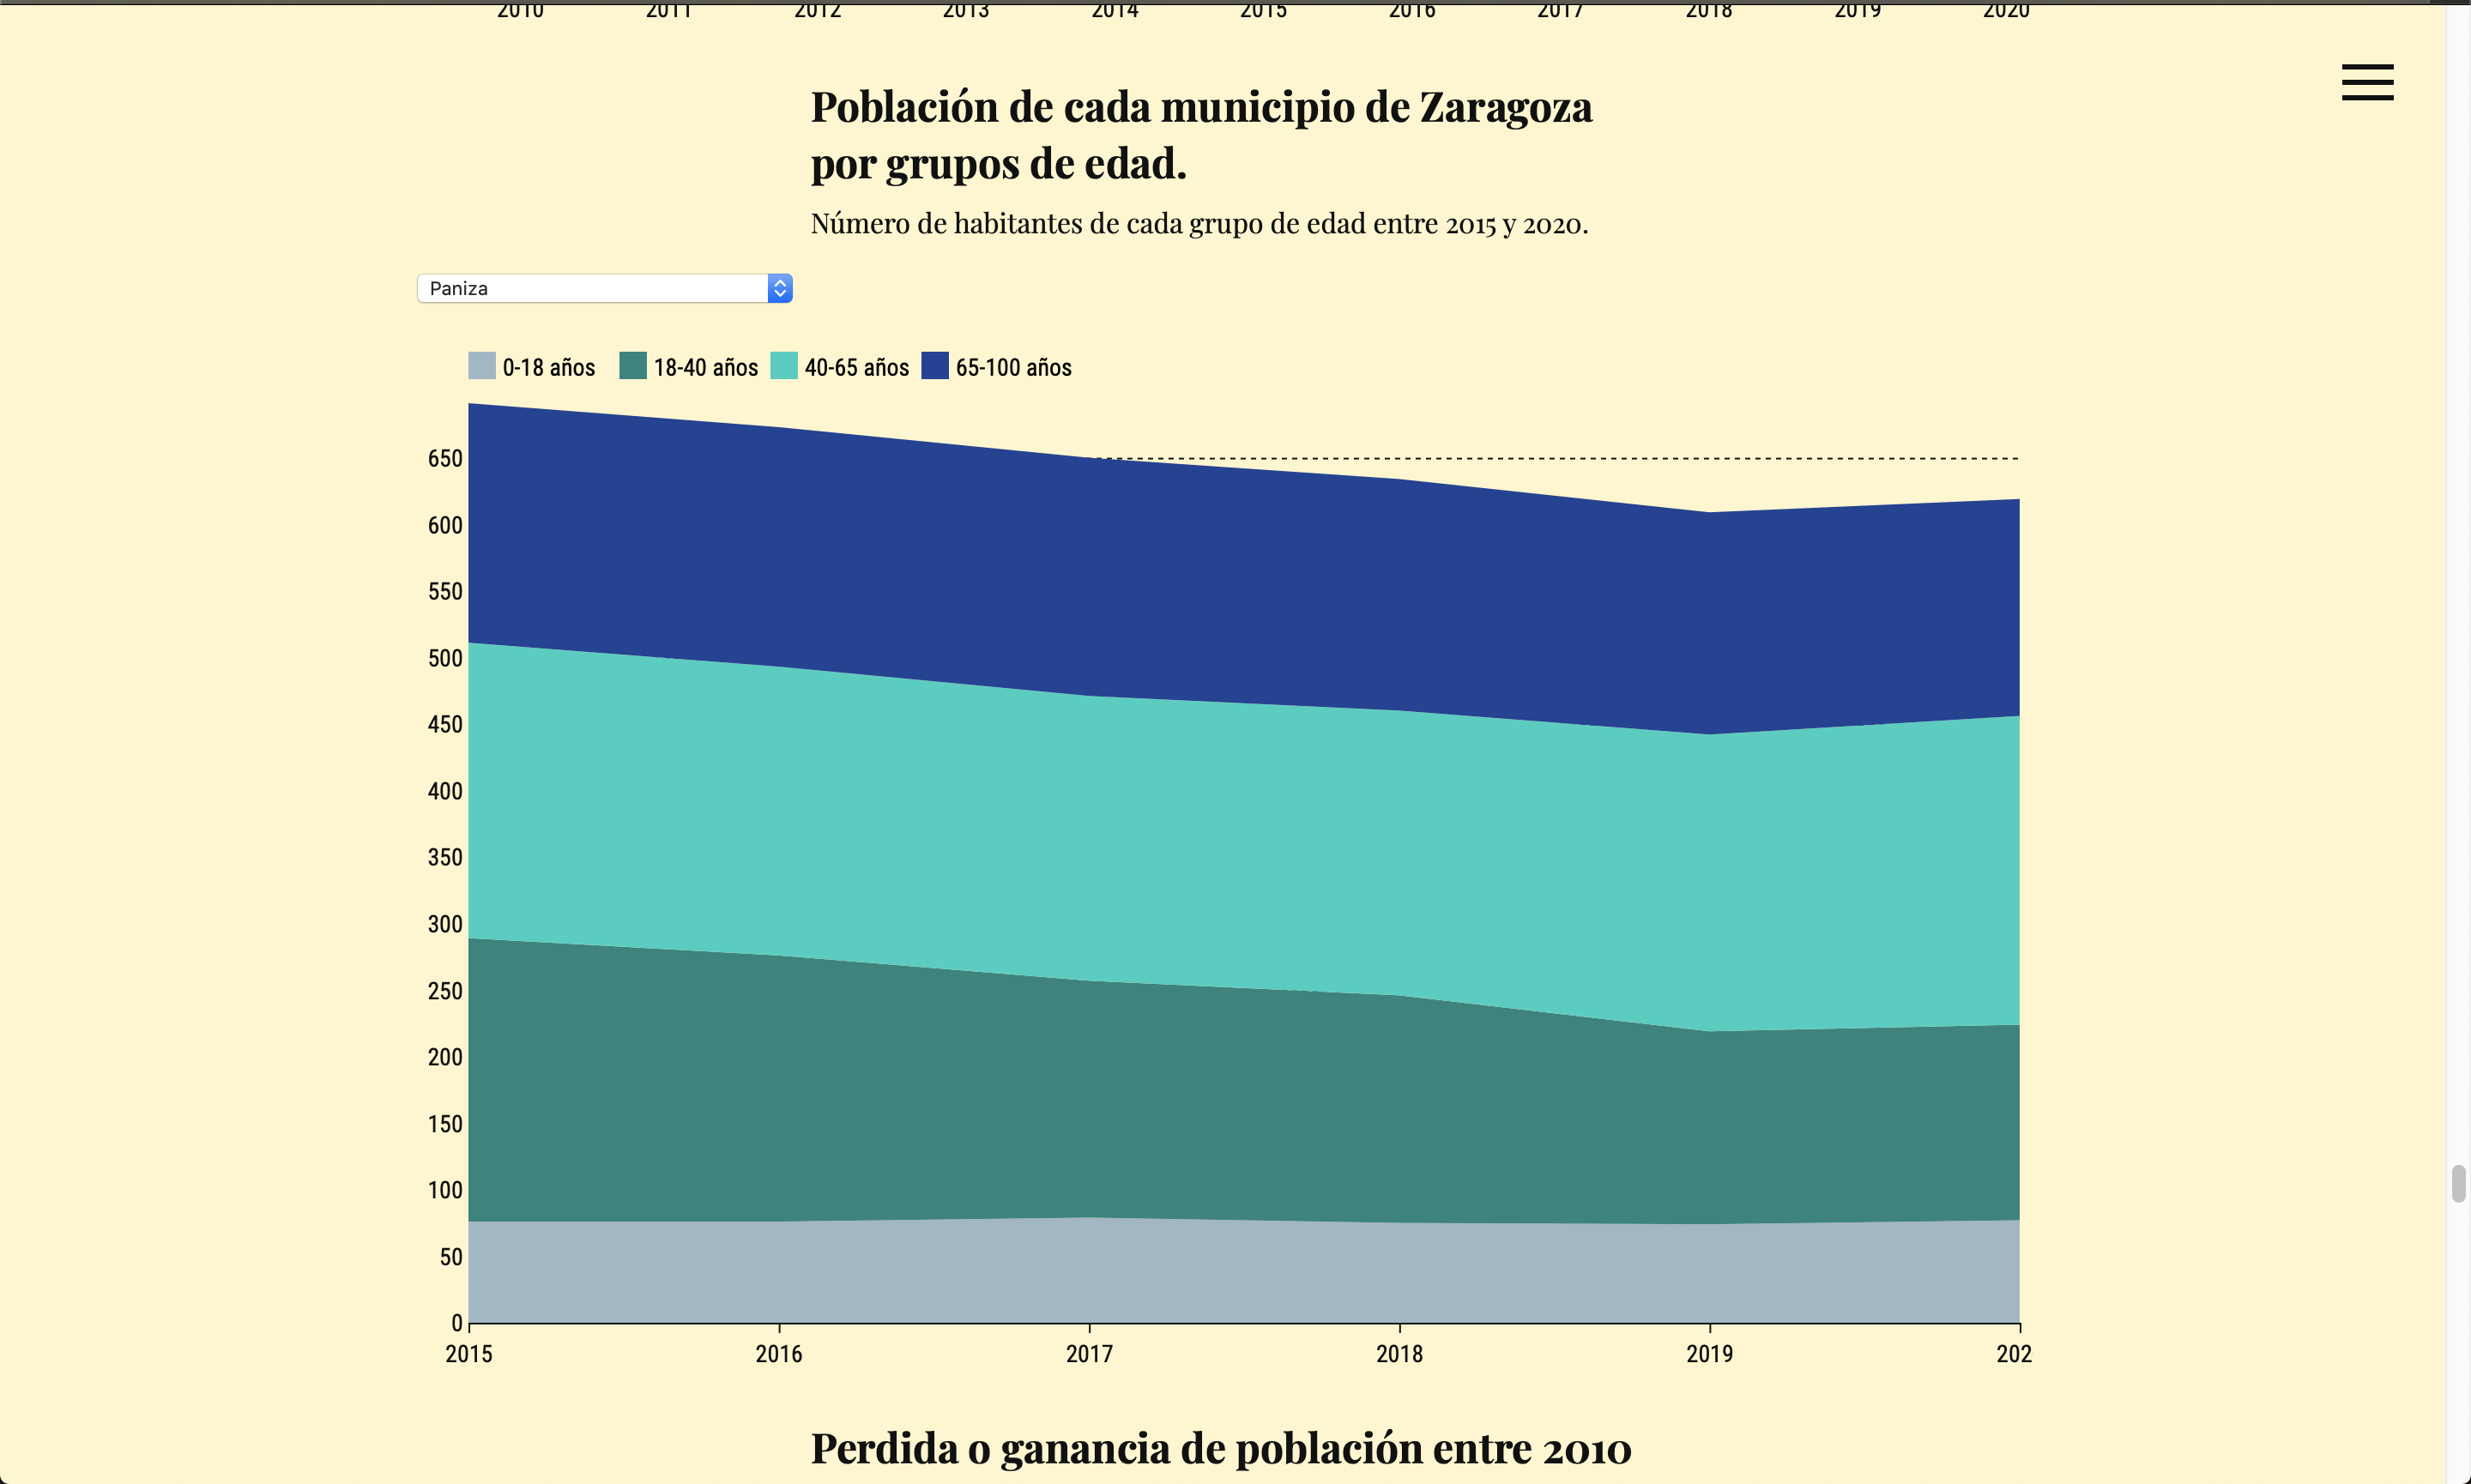 2010 2011 2012 2013 2014 2015 2016 2017 2018 2019 2020
Población de cada municipio de Zaragoza
por grupos de edad.
Número de habitantes de cada grupo de edad entre 2015 y 2020.
Paniza
0-18 años 18-40 años 40-65 años 65-100 años
650
600
550
500
450
400
350
300
250
200
150
100
50
0
2015 2016 2017 2018 2019 202
Perdida o ganancia de población entre 2010